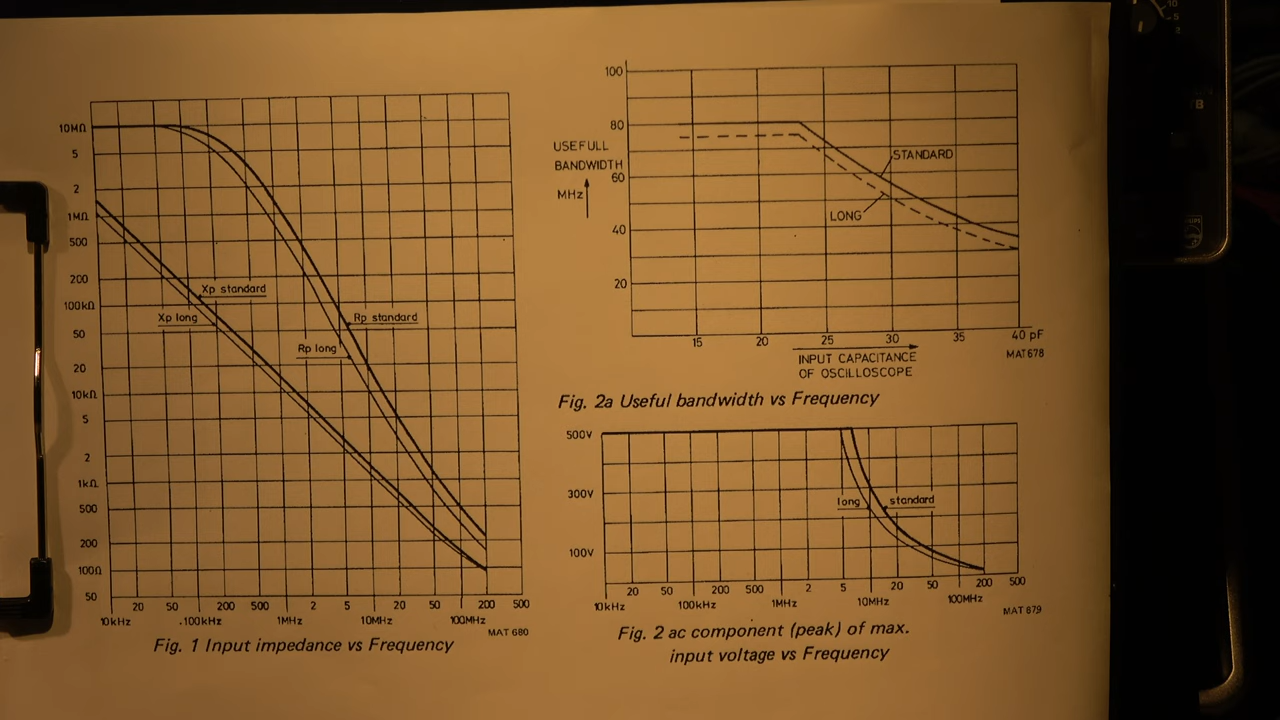 10MΩ
5
2
1MΩ
500
200
100kΩ
50
20
10kΩ
5
2
1kΩ
500
200
100Ω
50
Xp standard
Xp long
Rp standard
Rp long
20 50 200 500 2 5 20 50 200 500
10kHz .100kHz 1MHz 10MHz 100MHz
MAT 680
Fig. 1 Input impedance vs Frequency
100
80
60
40
20
USEFULL
BANDWIDTH
MHz
STANDARD
LONG
15 20 25 30 35 40 pF
INPUT CAPACITANCE
OF OSCILLOSCOPE
MAT678
Fig. 2a Useful bandwidth vs Frequency
500V
300V
100V
long
standard
20 50 200 500 2 5 20 50 200 500
10kHz 100kHz 1MHz 10MHz 100MHz
MAT 879
Fig. 2 ac component (peak) of max.
input voltage vs Frequency
10
5
B